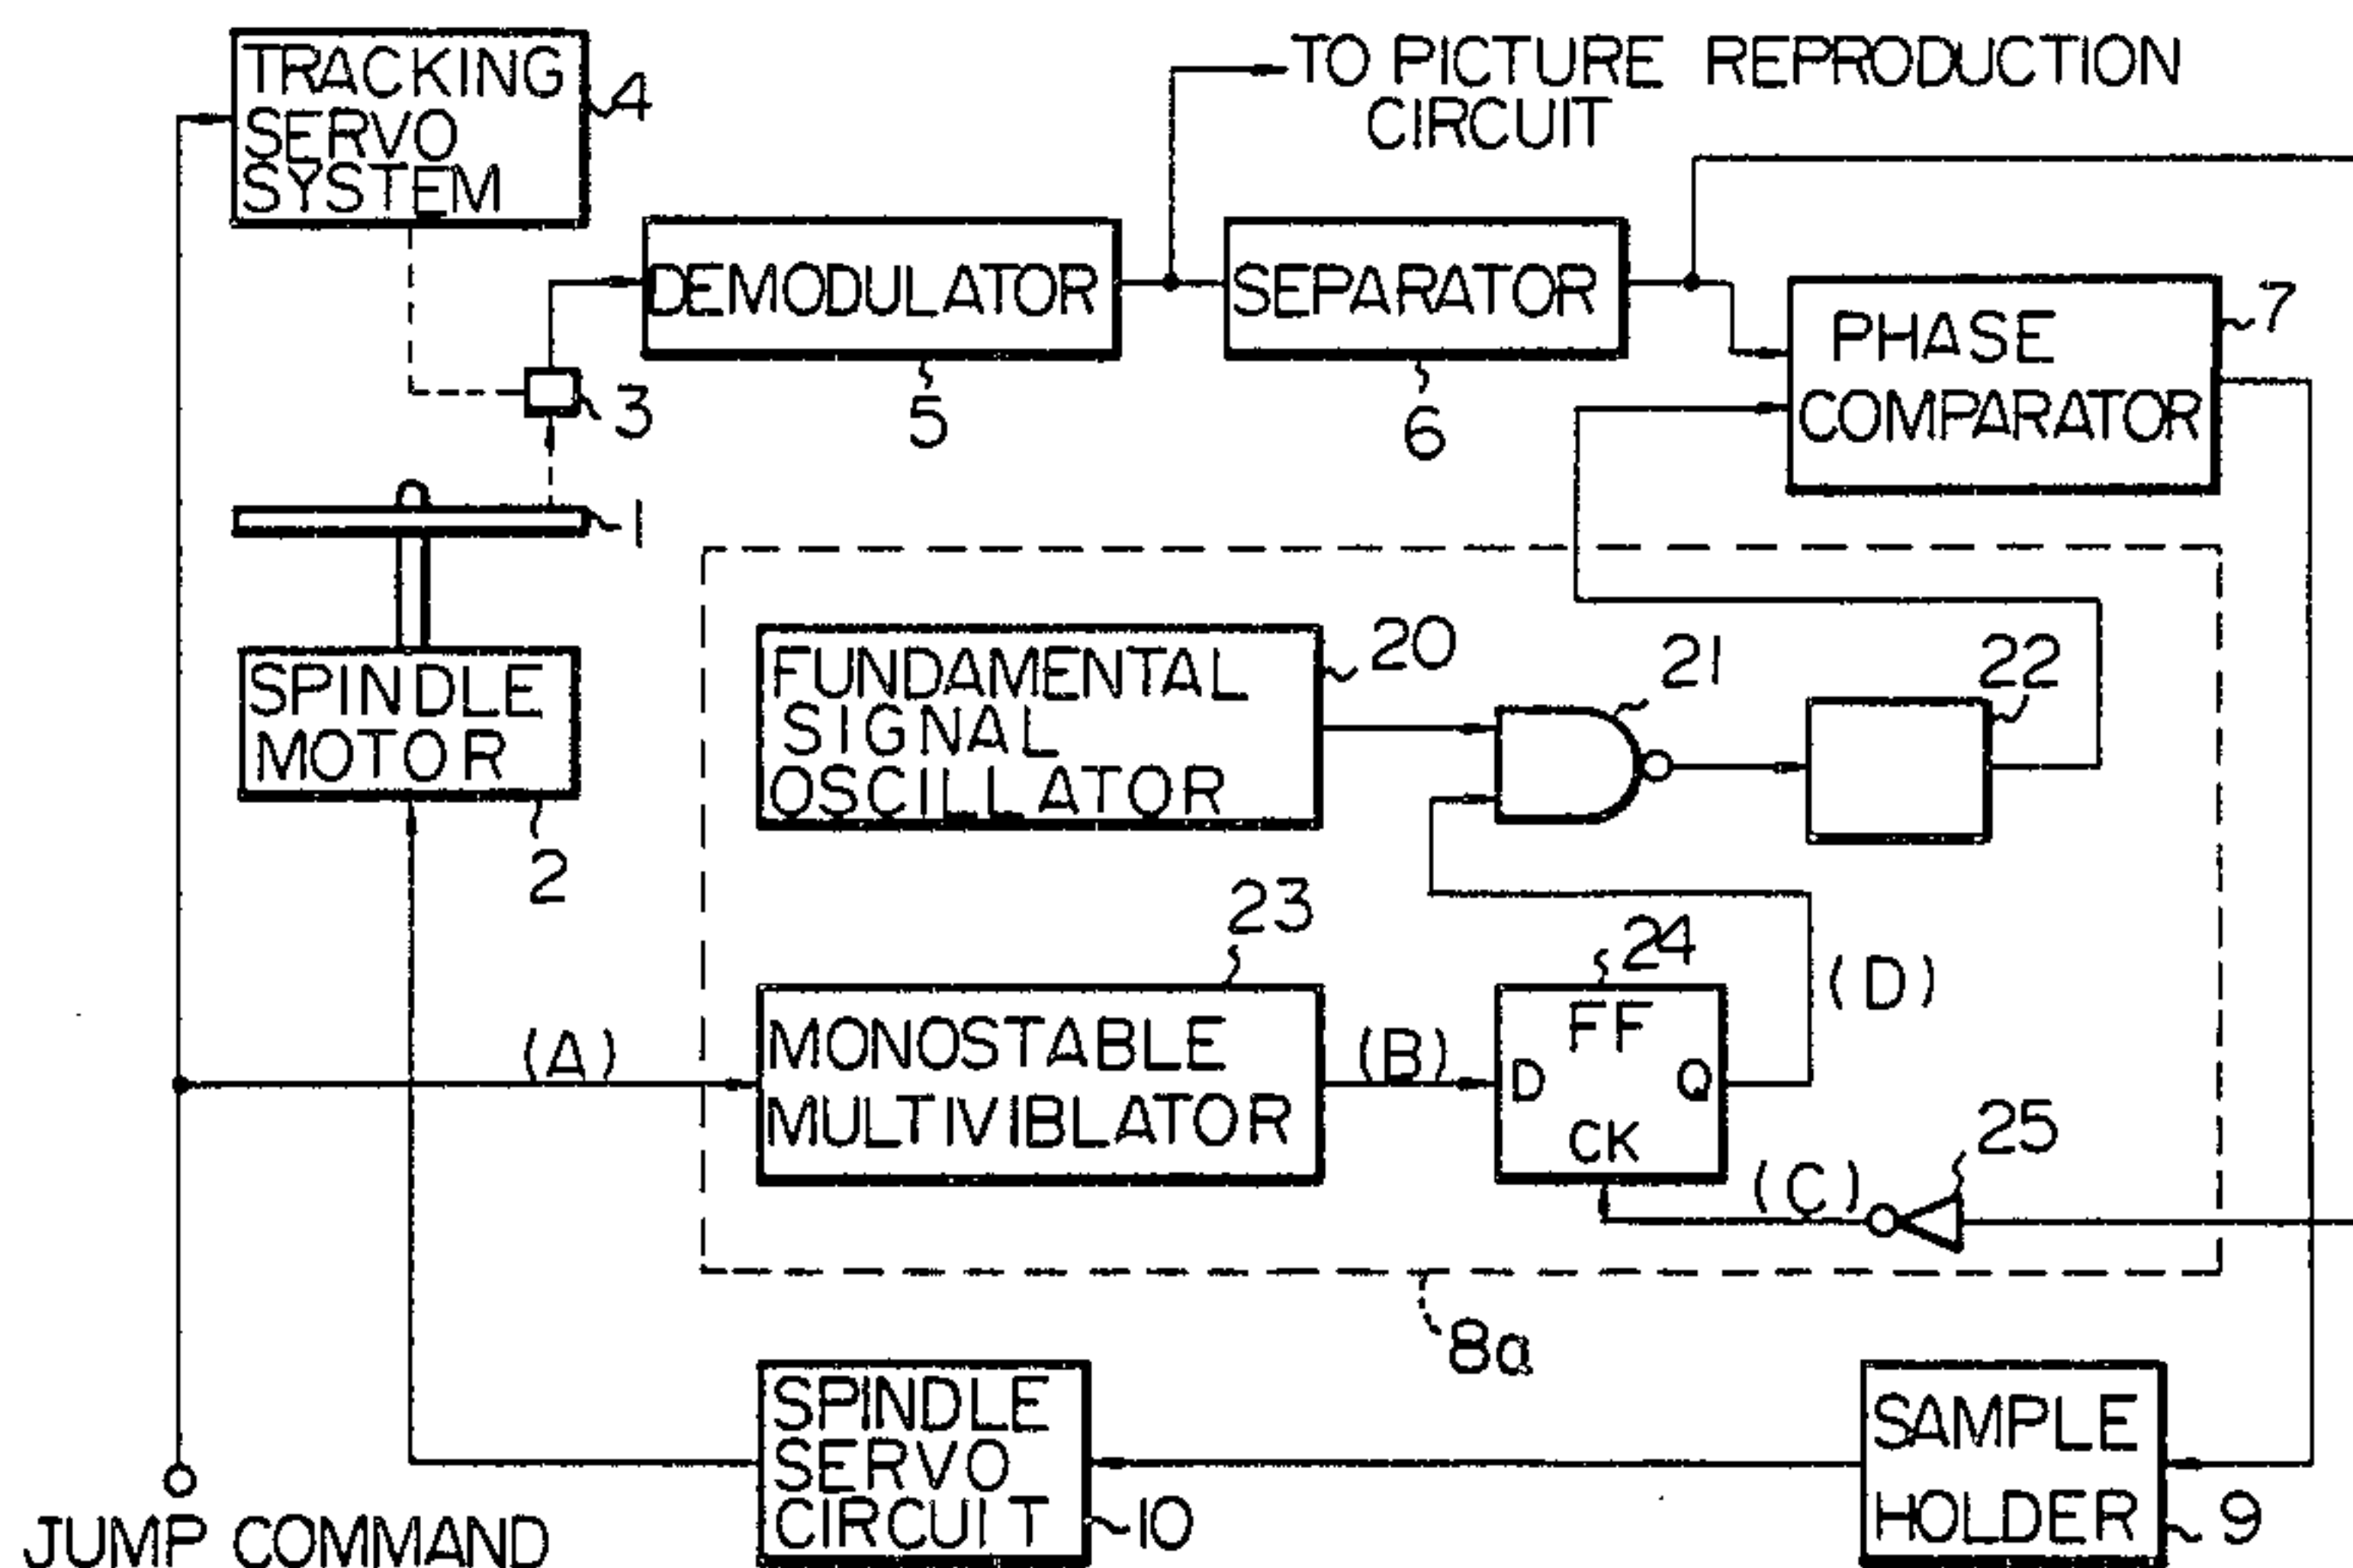 TRACKING
SERVO
SYSTEM
4
TO PICTURE REPRODUCTION
CIRCUIT
DEMODULATOR
5
SEPARATOR
6
PHASE
COMPARATOR
7
3
1
SPINDLE
MOTOR
2
FUNDAMENTAL
SIGNAL
OSCILLATOR
20
21
22
23
MONOSTABLE
MULTIVIBLATOR
(A)
(B)
24
FF
D
Q
CK
(D)
(C)
25
8a
SPINDLE
SERVO
CIRCUIT
10
SAMPLE
HOLDER
9
JUMP COMMAND